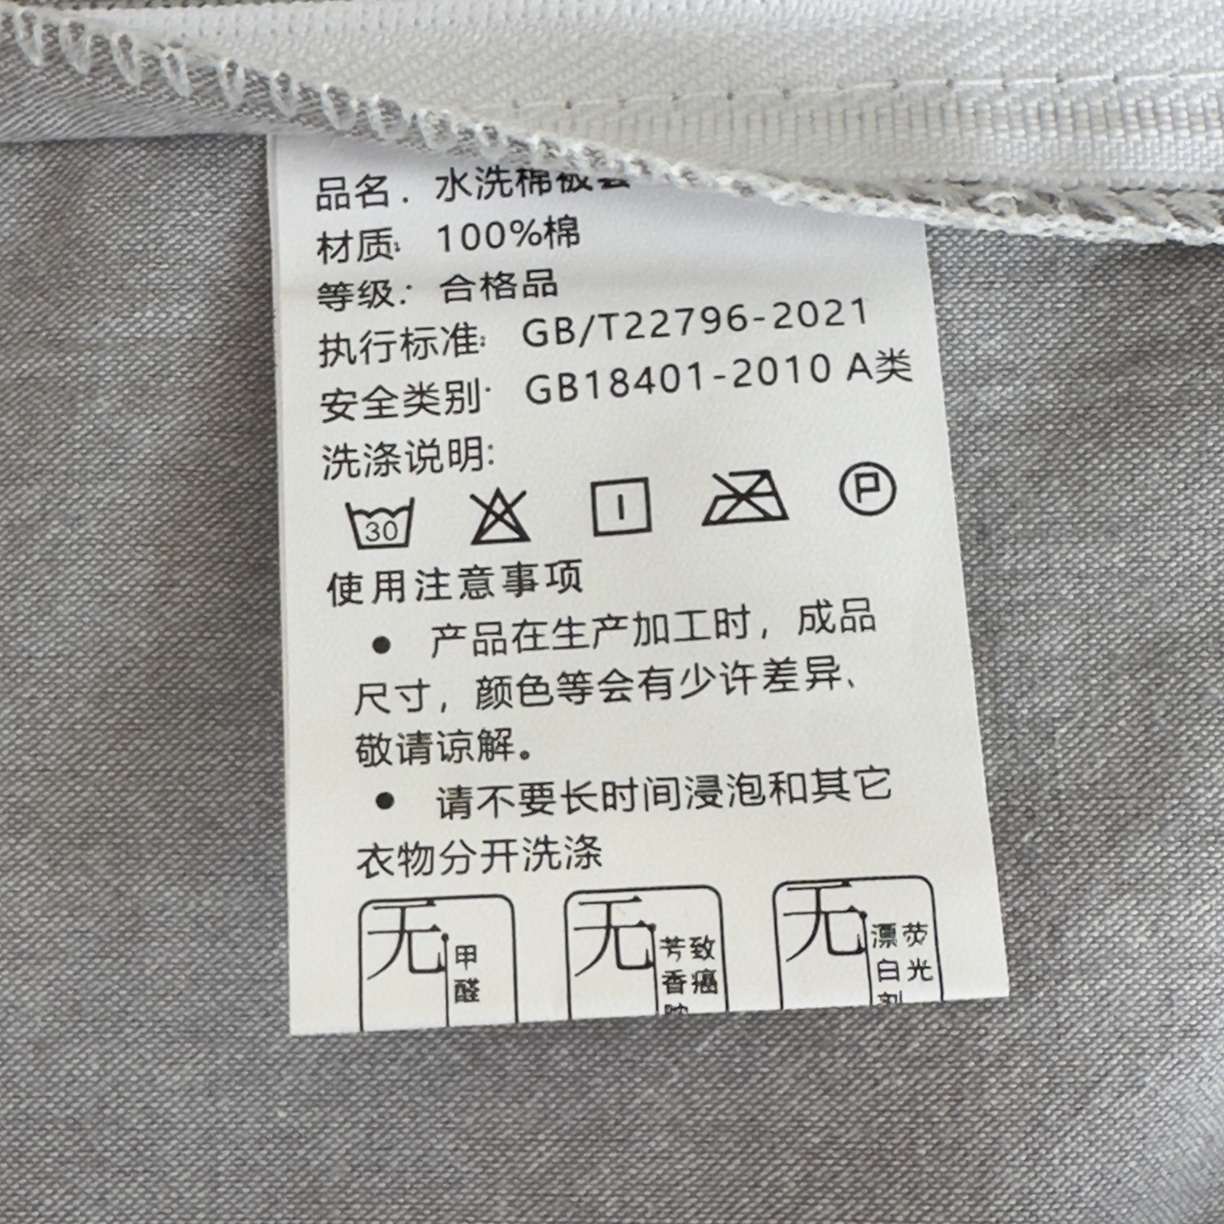 品名. 水洗棉被套
材质: 100%棉
等级: 合格品
执行标准: GB/T22796-2021
安全类别: GB18401-2010 A类
洗涤说明:
30 P
使用注意事项
● 产品在生产加工时，成品
尺寸，颜色等会有少许差异、
敬请谅解。
● 请不要长时间浸泡和其它
衣物分开洗涤
无 甲醛
无 芳香致癌胺
无 荧光漂白剂